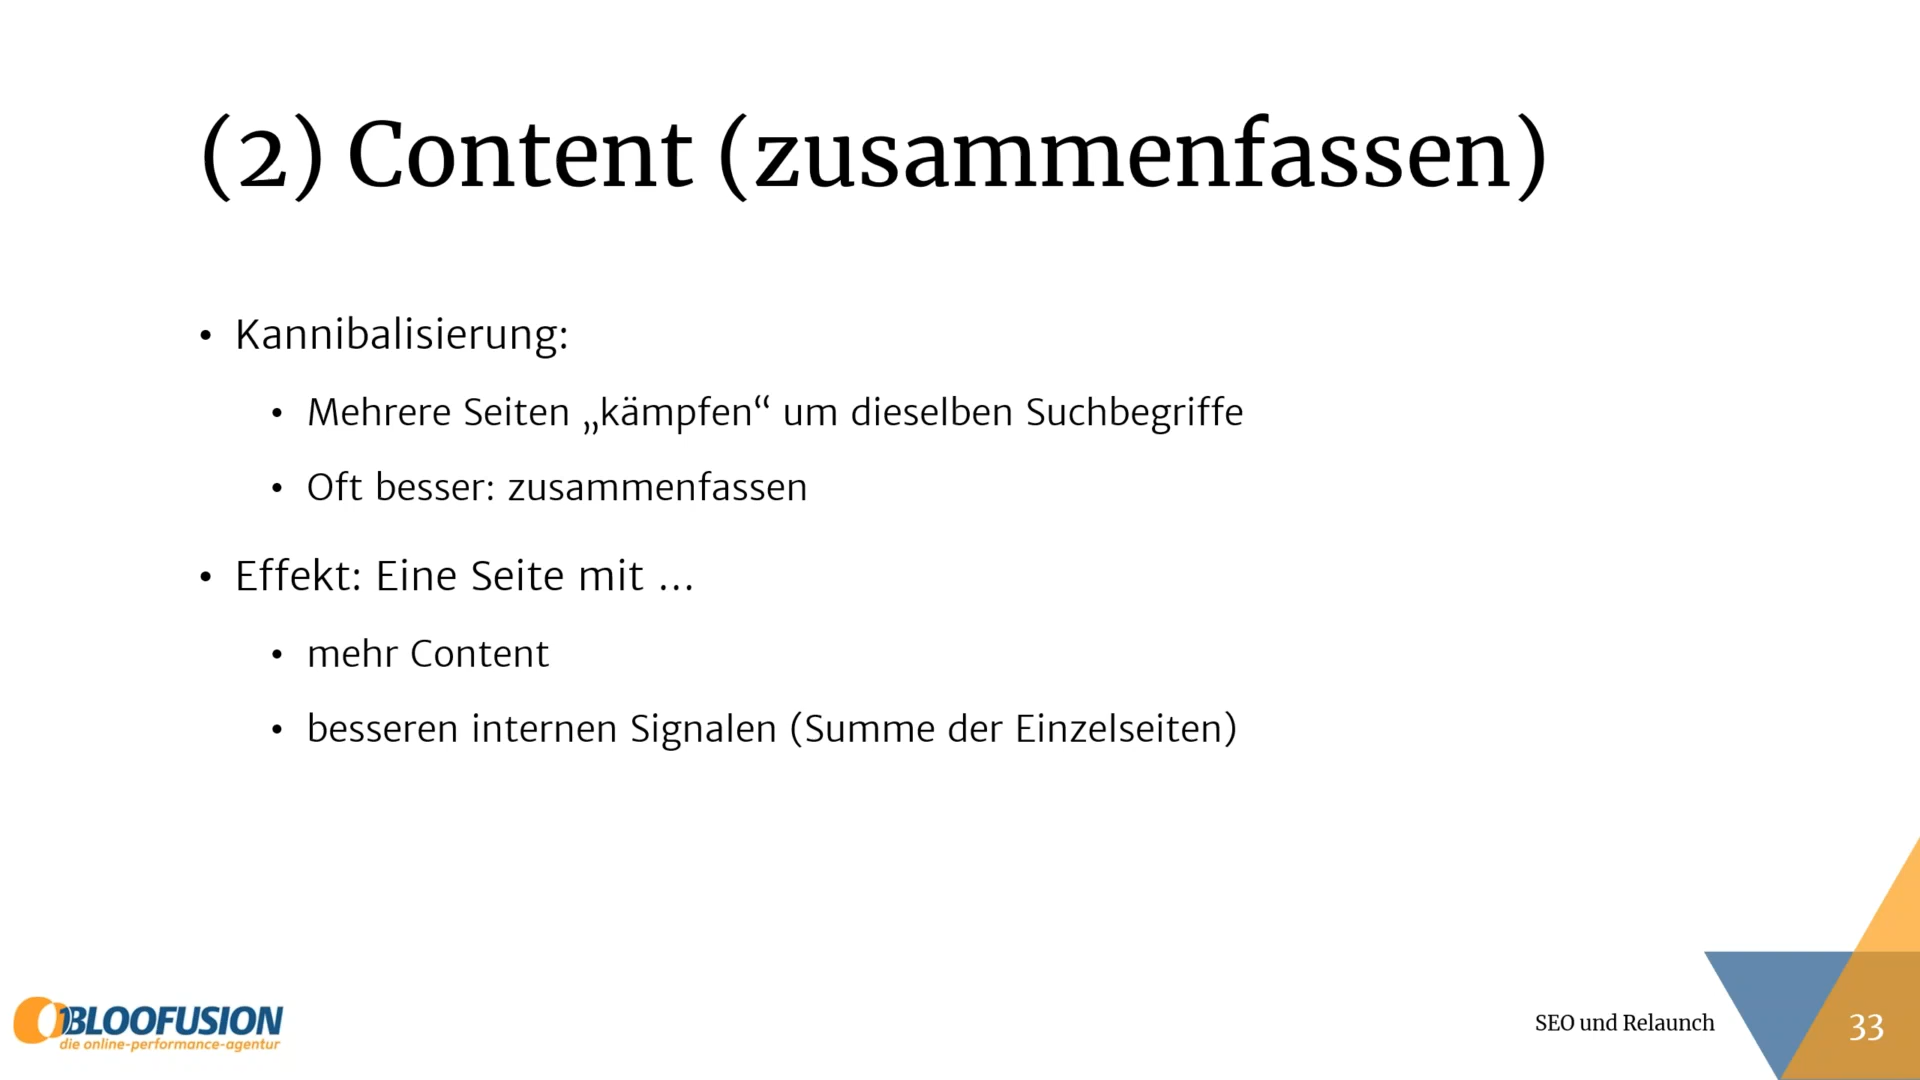 (2) Content (zusammenfassen)
• Kannibalisierung:
• Mehrere Seiten „kämpfen“ um dieselben Suchbegriffe
• Oft besser: zusammenfassen
• Effekt: Eine Seite mit …
• mehr Content
• besseren internen Signalen (Summe der Einzelseiten)
BLOOFUSION
die online-performance-agentur
SEO und Relaunch
33